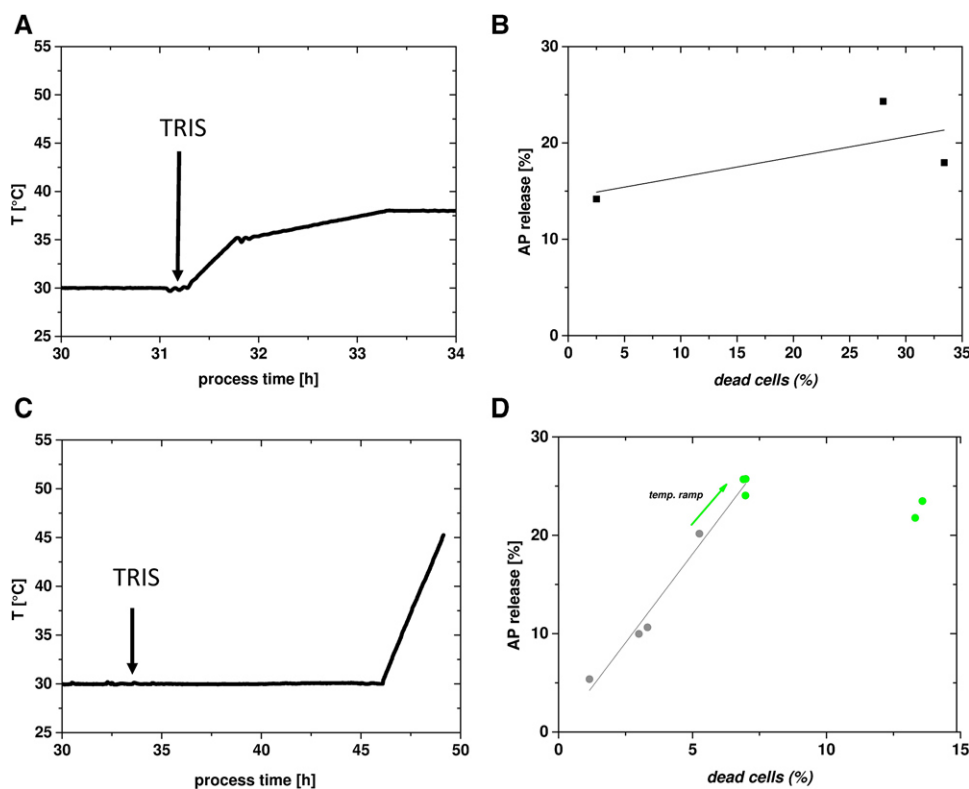 A
55
50
45
40
35
30
25
T [°C]
TRIS
30
31
32
33
34
process time [h]
B
30
20
10
0
AP release [%]
0
5
10
15
20
25
30
35
dead cells (%)
C
55
50
45
40
35
30
25
T [°C]
TRIS
30
35
40
45
50
process time [h]
D
30
20
10
0
AP release [%]
temp. ramp
0
5
10
15
dead cells (%)